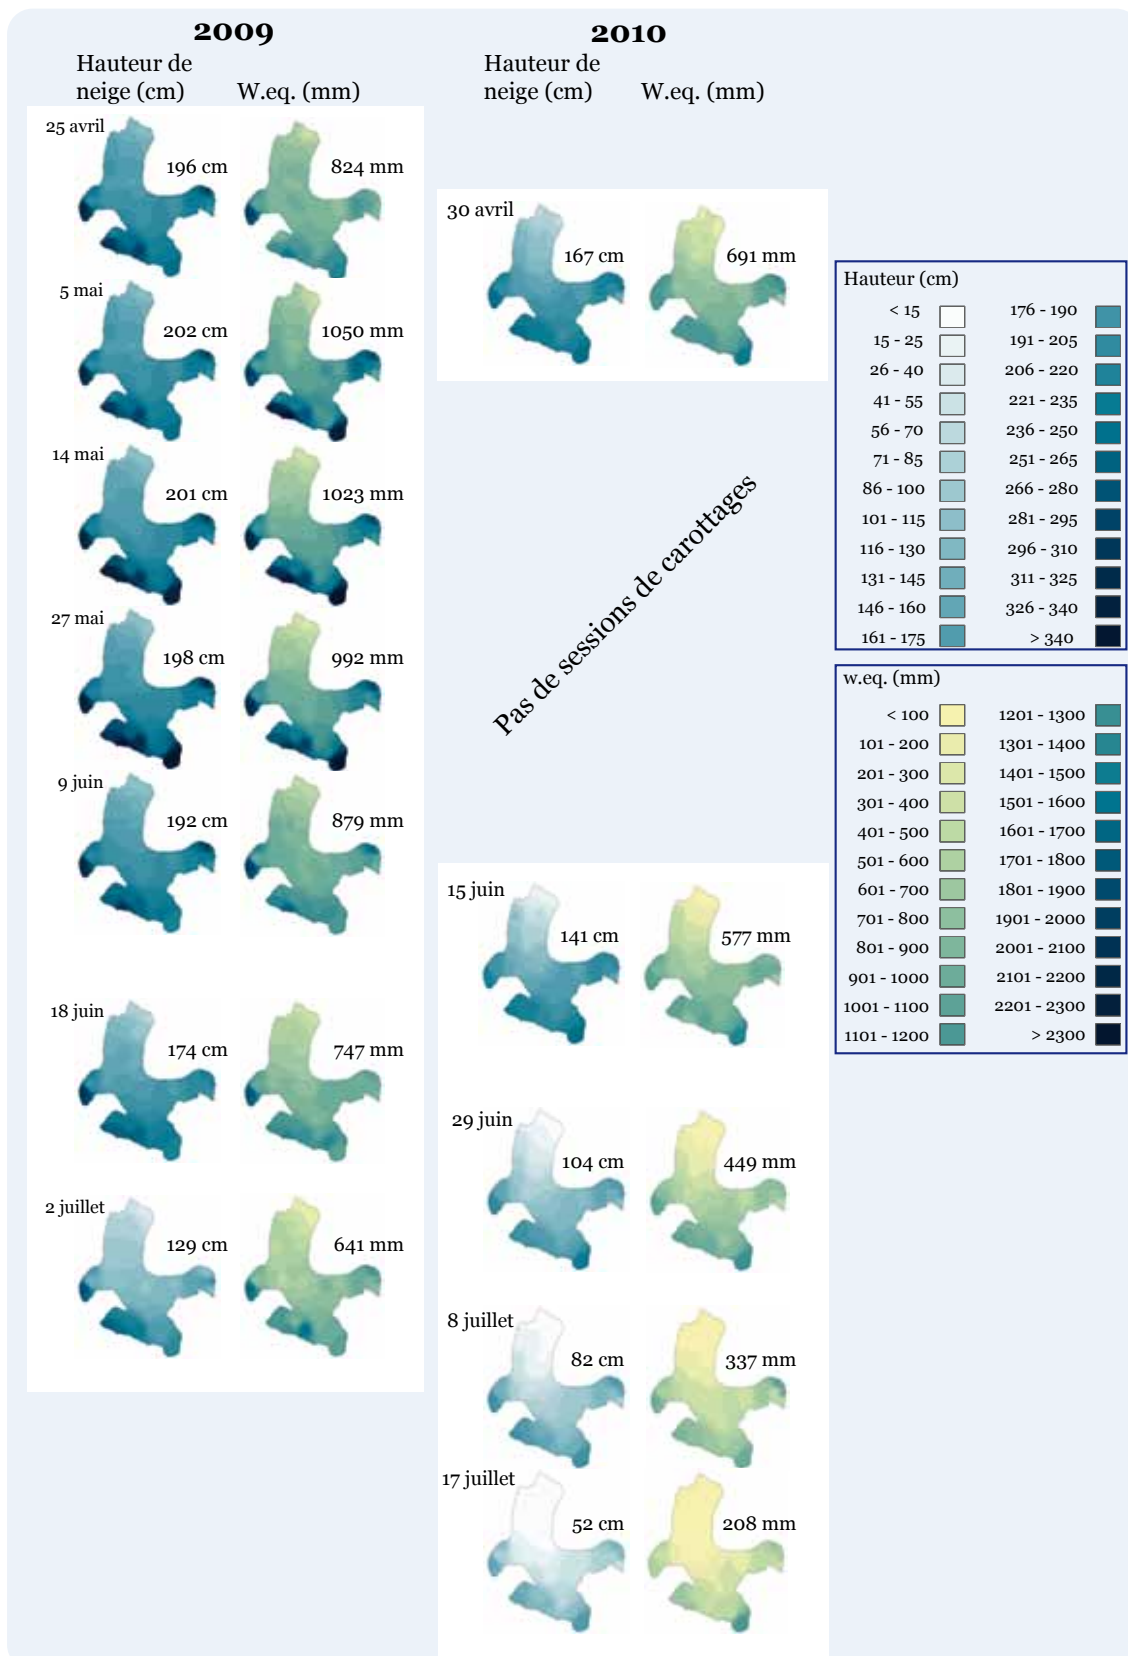 2009
Hauteur de
neige (cm)
W.eq. (mm)
25 avril
196 cm
824 mm
5 mai
202 cm
1050 mm
14 mai
201 cm
1023 mm
27 mai
198 cm
992 mm
9 juin
192 cm
879 mm
18 juin
174 cm
747 mm
2 juillet
129 cm
641 mm
2010
Hauteur de
neige (cm)
W.eq. (mm)
30 avril
167 cm
691 mm
Pas de sessions de carottages
15 juin
141 cm
577 mm
29 juin
104 cm
449 mm
8 juillet
82 cm
337 mm
17 juillet
52 cm
208 mm
Hauteur (cm)
< 15
15 - 25
26 - 40
41 - 55
56 - 70
71 - 85
86 - 100
101 - 115
116 - 130
131 - 145
146 - 160
161 - 175
176 - 190
191 - 205
206 - 220
221 - 235
236 - 250
251 - 265
266 - 280
281 - 295
296 - 310
311 - 325
326 - 340
> 340
w.eq. (mm)
< 100
101 - 200
201 - 300
301 - 400
401 - 500
501 - 600
601 - 700
701 - 800
801 - 900
901 - 1000
1001 - 1100
1101 - 1200
1201 - 1300
1301 - 1400
1401 - 1500
1501 - 1600
1601 - 1700
1701 - 1800
1801 - 1900
1901 - 2000
2001 - 2100
2101 - 2200
2201 - 2300
> 2300